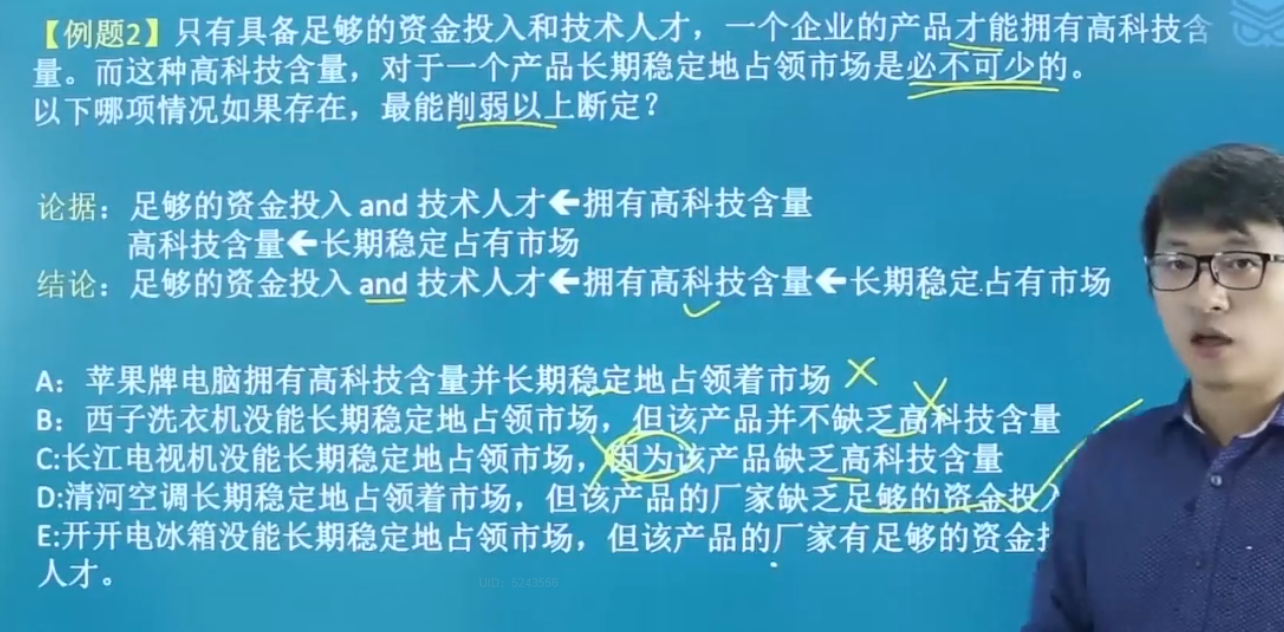 【例题2】只有具备足够的资金投入和技术人才，一个企业的产品才能拥有高科技含
量。而这种高科技含量，对于一个产品长期稳定地占领市场是必不可少的。
以下哪项情况如果存在，最能削弱以上断定？
论据：足够的资金投入 and 技术人才←拥有高科技含量
高科技含量←长期稳定占有市场
结论：足够的资金投入 and 技术人才←拥有高科技含量←长期稳定占有市场
A：苹果牌电脑拥有高科技含量并长期稳定地占领着市场
B：西子洗衣机没能长期稳定地占领市场，但该产品并不缺乏高科技含量
C:长江电视机没能长期稳定地占领市场，因为该产品缺乏高科技含量
D:清河空调长期稳定地占领着市场，但该产品的厂家缺乏足够的资金投入
E:开开电冰箱没能长期稳定地占领市场，但该产品的厂家有足够的资金
人才。
UID: 5243556